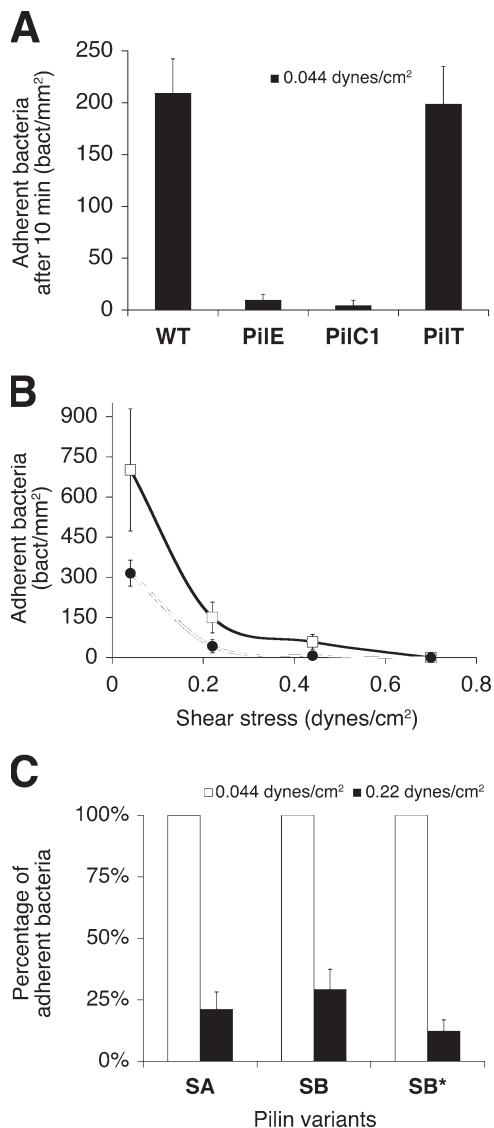 A
Adherent bacteria
after 10 min (bact/mm²)
250
200
150
100
50
0
0.044 dynes/cm²
WT PilE PilC1 PilT
B
Adherent bacteria
(bact/mm²)
900
750
600
450
300
150
0
0 0.2 0.4 0.6 0.8
Shear stress (dynes/cm²)
C
0.044 dynes/cm² 0.22 dynes/cm²
Percentage of
adherent bacteria
100%
75%
50%
25%
0%
SA SB SB*
Pilin variants